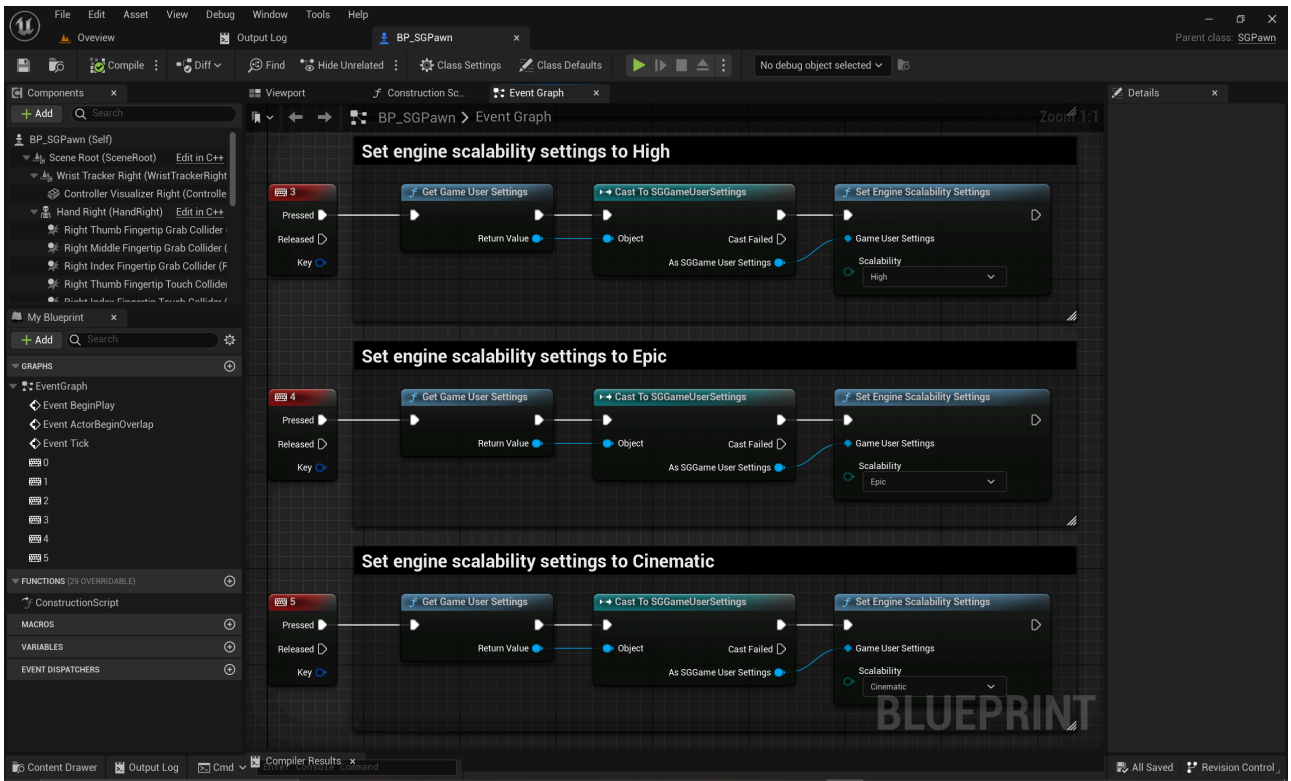 File Edit Asset View Debug Window Tools Help
Oveview Output Log BP_SGPawn × Parent class: SGPawn
Compile Diff Find Hide Unrelated Class Settings Class Defaults No debug object selected
Components × Viewport Construction Sc... Event Graph × Details ×
+ Add Search BP_SGPawn > Event Graph Zoom 1:1
BP_SGPawn (Self)
Scene Root (SceneRoot) Edit in C++
Wrist Tracker Right (WristTrackerRight
Controller Visualizer Right (Controlle
Hand Right (HandRight) Edit in C++
Right Thumb Fingertip Grab Collider
Right Middle Fingertip Grab Collider (
Right Index Fingertip Grab Collider (F
Right Thumb Fingertip Touch Collider
Right Index Fingertip Touch Collider (
My Blueprint ×
+ Add Search
GRAPHS
EventGraph
Event BeginPlay
Event ActorBeginOverlap
Event Tick
0
1
2
3
4
5
FUNCTIONS (29 OVERRIDABLE)
ConstructionScript
MACROS
VARIABLES
EVENT DISPATCHERS
Set engine scalability settings to High
3 Get Game User Settings Cast To SGGameUserSettings Set Engine Scalability Settings
Pressed
Released Return Value Object Cast Failed Game User Settings
Key As SGGame User Settings Scalability
High
Set engine scalability settings to Epic
4 Get Game User Settings Cast To SGGameUserSettings Set Engine Scalability Settings
Pressed
Released Return Value Object Cast Failed Game User Settings
Key As SGGame User Settings Scalability
Epic
Set engine scalability settings to Cinematic
5 Get Game User Settings Cast To SGGameUserSettings Set Engine Scalability Settings
Pressed
Released Return Value Object Cast Failed Game User Settings
Key As SGGame User Settings Scalability
Cinematic
BLUEPRINT
Compiler Results ×
Content Drawer Output Log Cmd Enter Console Command All Saved Revision Control